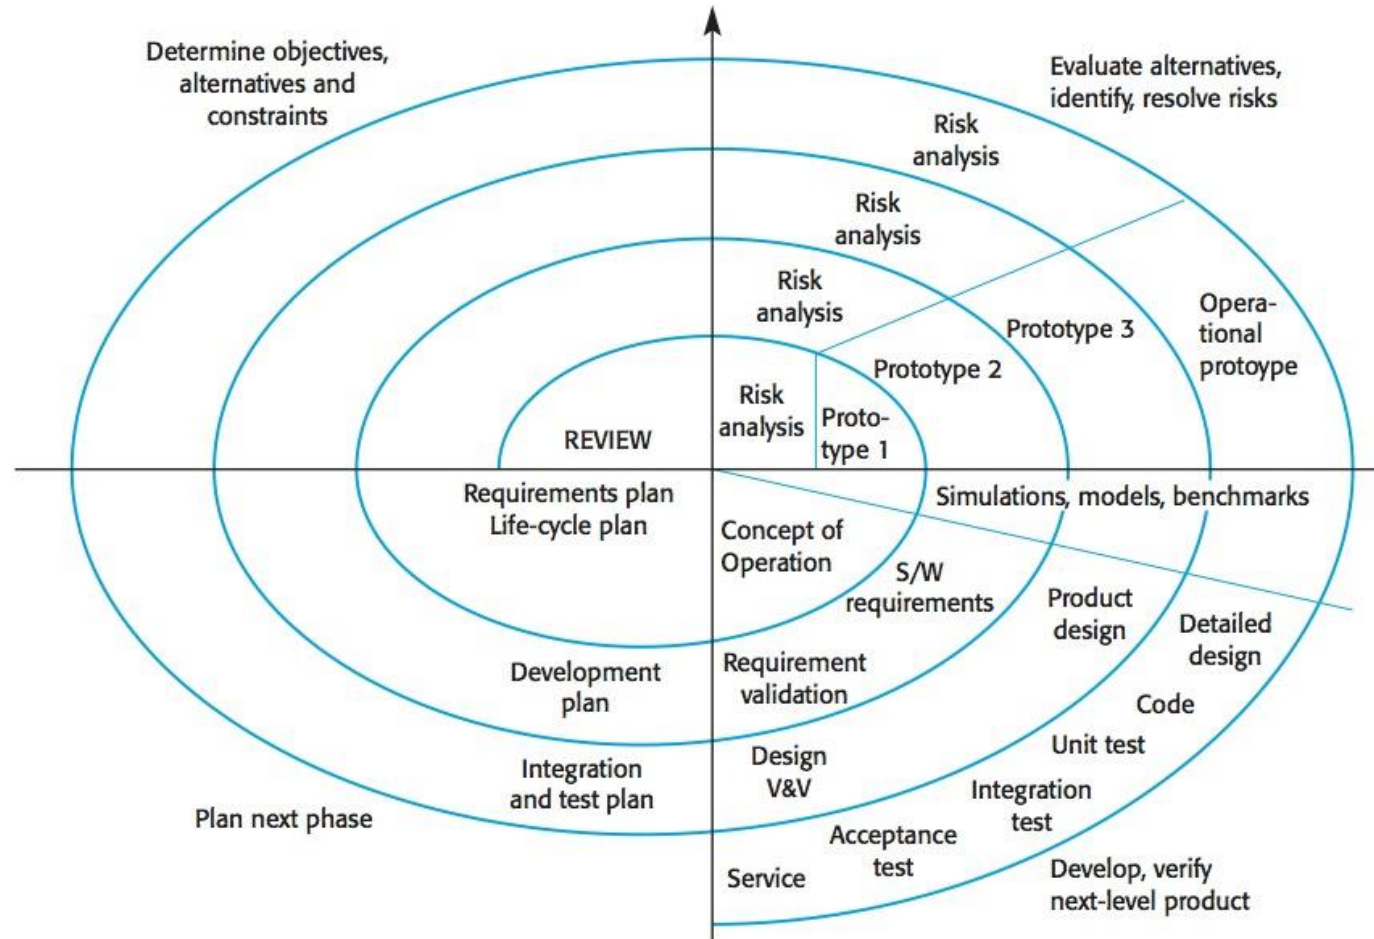 Determine objectives,
alternatives and
constraints
Evaluate alternatives,
identify, resolve risks
Risk
analysis
Risk
analysis
Risk
analysis
Risk
analysis
Proto-
type 1
Prototype 2
Prototype 3
Opera-
tional
protoype
REVIEW
Requirements plan
Life-cycle plan
Simulations, models, benchmarks
Concept of
Operation
S/W
requirements
Product
design
Detailed
design
Development
plan
Requirement
validation
Code
Unit test
Integration
and test plan
Design
V&V
Integration
test
Plan next phase
Acceptance
test
Service
Develop, verify
next-level product